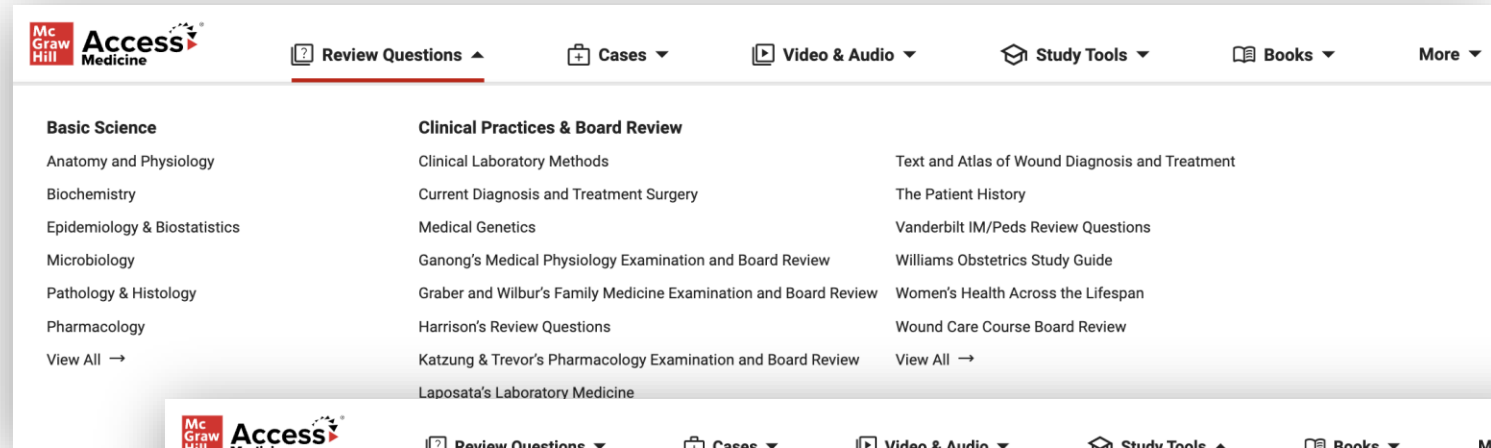 Mc Graw Hill Access Medicine
Review Questions Cases Video & Audio Study Tools Books More
Basic Science
Anatomy and Physiology
Biochemistry
Epidemiology & Biostatistics
Microbiology
Pathology & Histology
Pharmacology
View All →
Clinical Practices & Board Review
Clinical Laboratory Methods
Current Diagnosis and Treatment Surgery
Medical Genetics
Ganong's Medical Physiology Examination and Board Review
Graber and Wilbur's Family Medicine Examination and Board Review
Harrison's Review Questions
Katzung & Trevor's Pharmacology Examination and Board Review
Laposata's Laboratory Medicine
Text and Atlas of Wound Diagnosis and Treatment
The Patient History
Vanderbilt IM/Peds Review Questions
Williams Obstetrics Study Guide
Women's Health Across the Lifespan
Wound Care Course Board Review
View All →
Mc Graw Hill Access Medicine
Review Questions Cases Video & Audio Study Tools Books